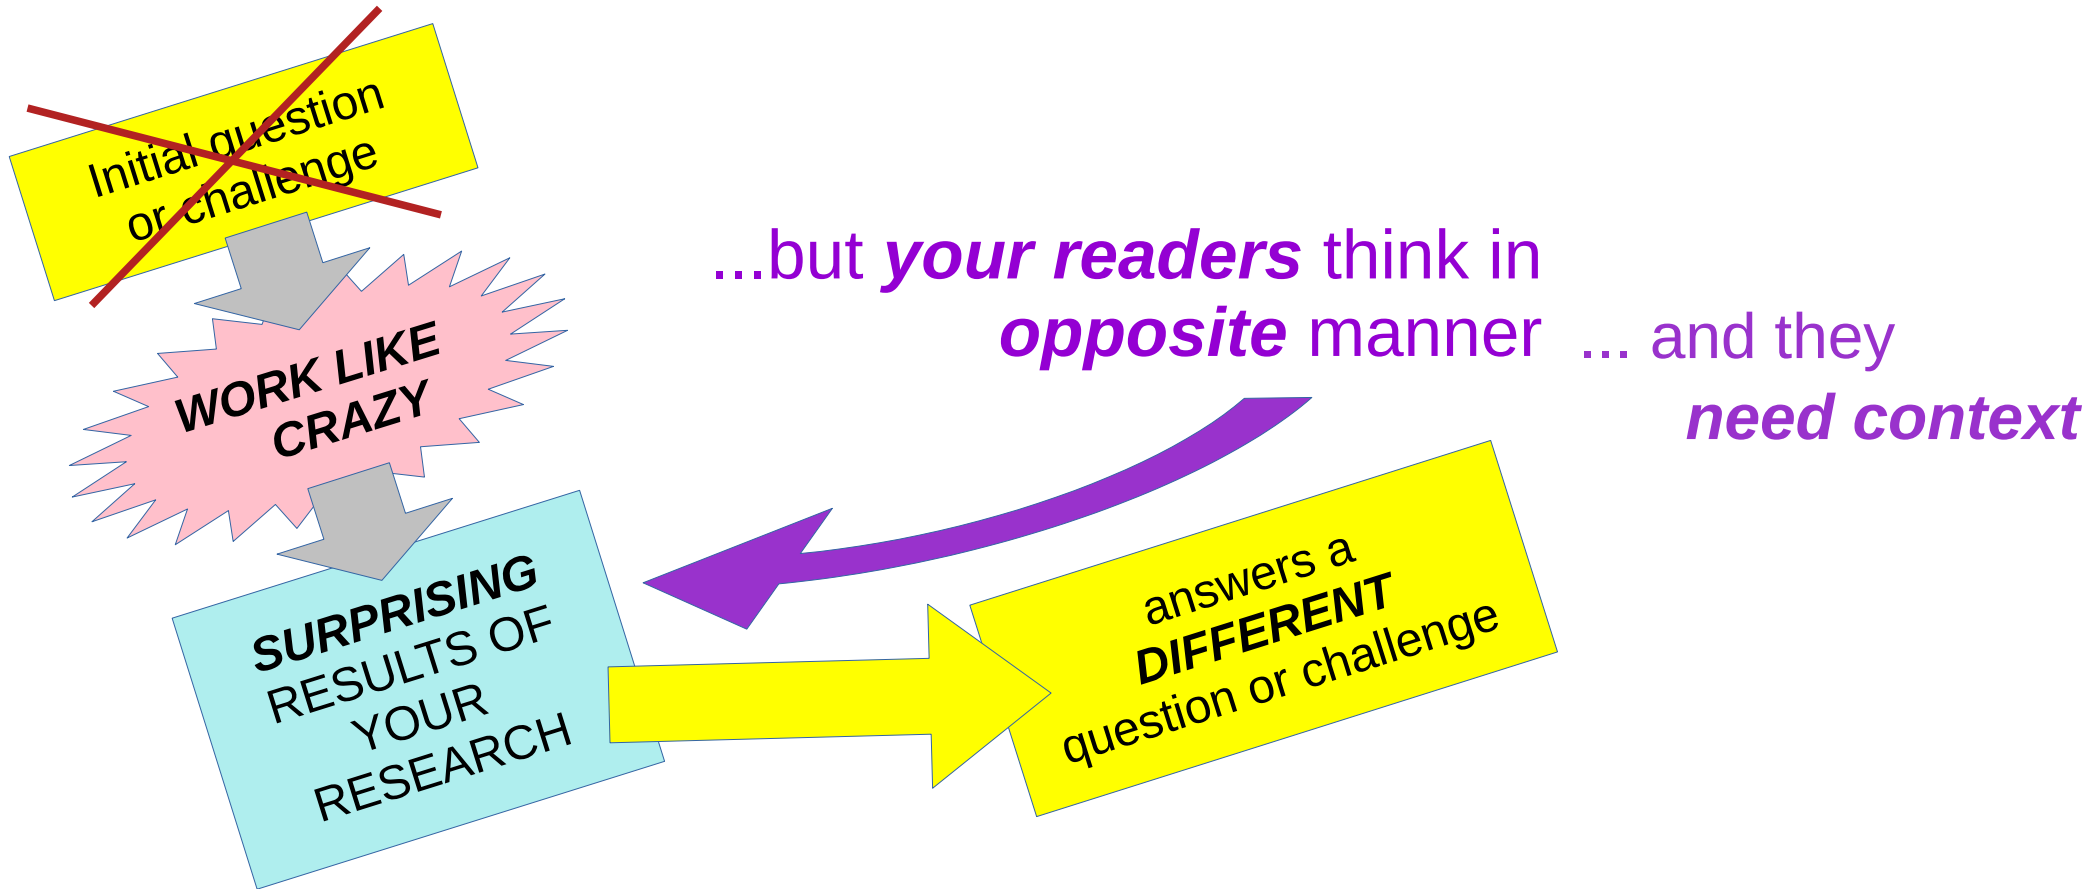 Initial question
or challenge
WORK LIKE
CRAZY
SURPRISING
RESULTS OF
YOUR
RESEARCH
answers a
DIFFERENT
question or challenge
...but your readers think in
opposite manner
... and they
need context